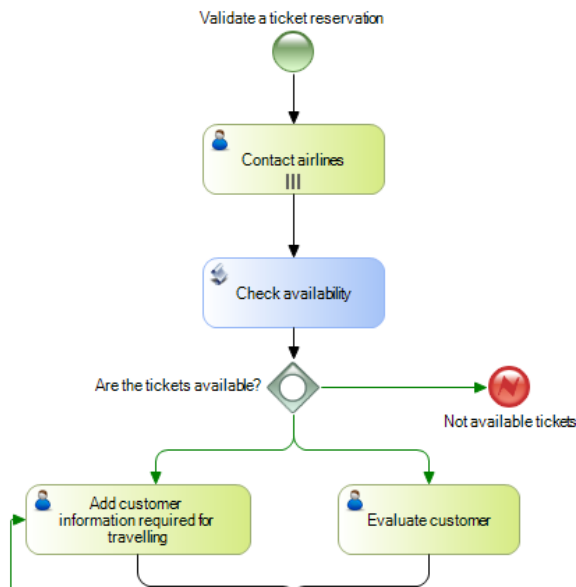 Validate a ticket reservation
Contact airlines
Check availability
Are the tickets available?
Not available tickets
Add customer
information required for
travelling
Evaluate customer